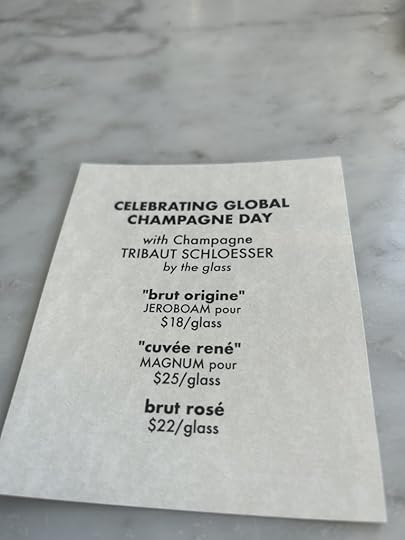 CELEBRATING GLOBAL
CHAMPAGNE DAY
with Champagne
TRIBAUT SCHLOESSER
by the glass
"brut origine"
JEROBOAM pour
$18/glass
"cuvée rené"
MAGNUM pour
$25/glass
brut rosé
$22/glass